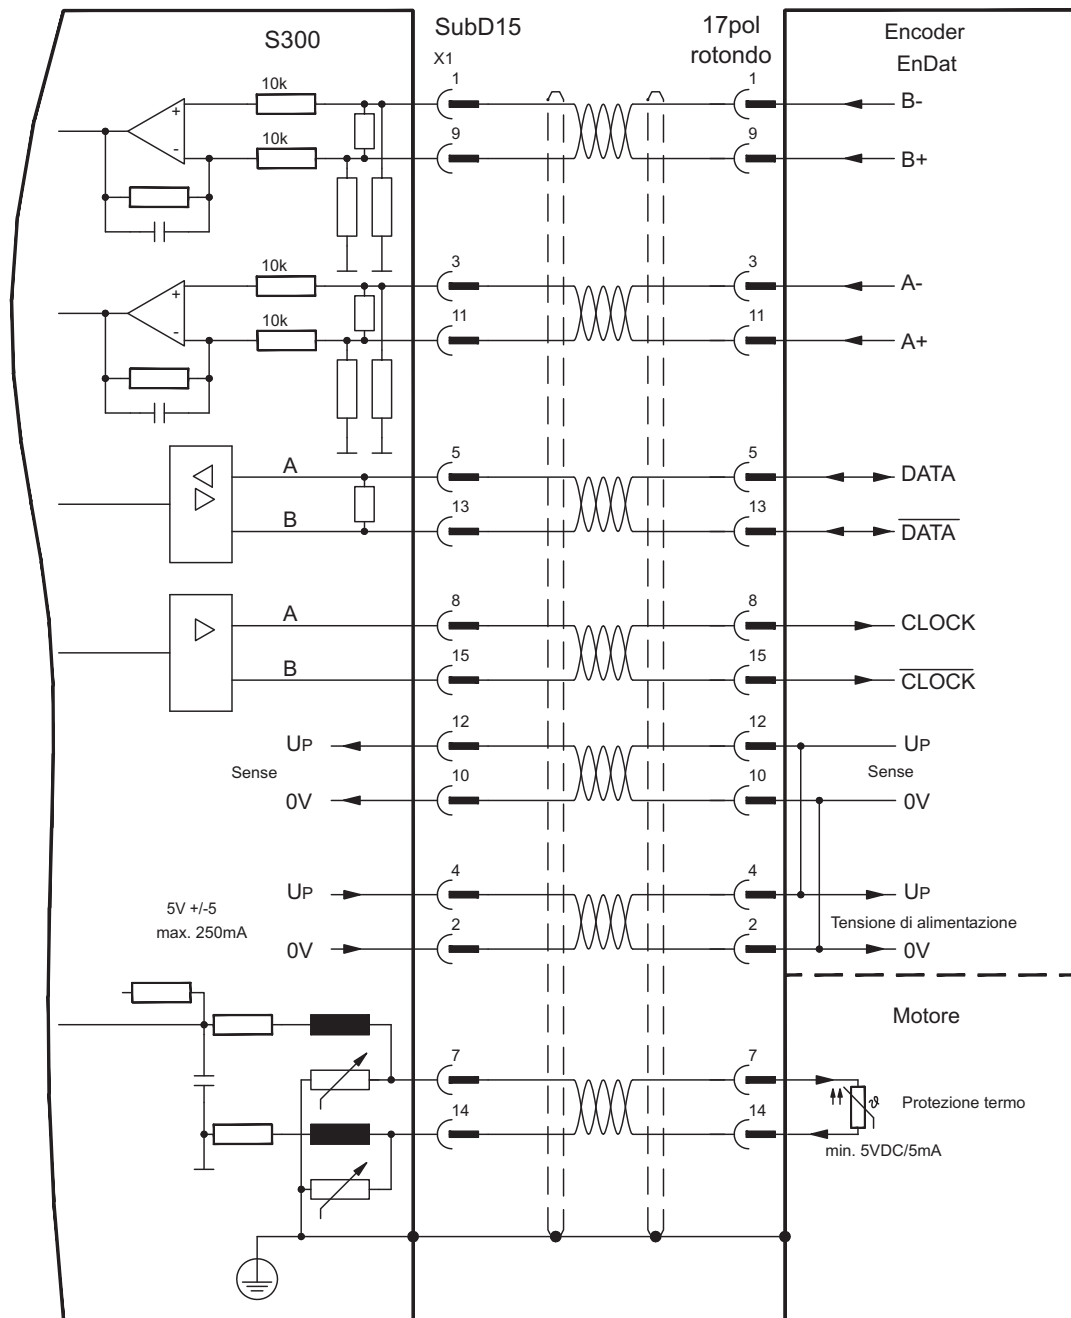 S300
SubD15
17pol
rotondo
Encoder
EnDat
X1
10k
1
1
B-
+
10k
9
9
B+
-
10k
3
3
A-
+
10k
11
11
A+
-
A
5
5
DATA
B
13
13
DATA
A
8
8
CLOCK
B
15
15
CLOCK
UP
12
12
UP
Sense
Sense
0V
10
10
0V
UP
4
4
UP
5V +/-5
max. 250mA
Tensione di alimentazione
0V
2
2
0V
Motore
7
7
ϑ
Protezione termo
14
14
min. 5VDC/5mA